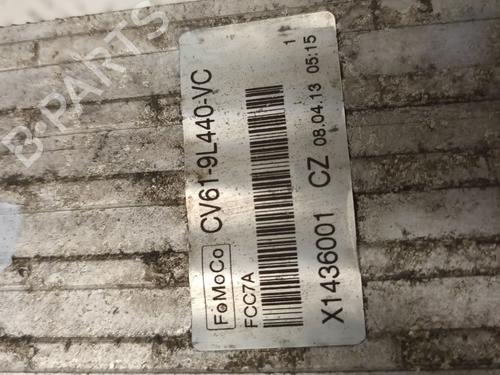 B-PARTS
FoMoCo CV61-9L440-VC
FCC7A 1
X1436001 CZ 08.04.13 05:15